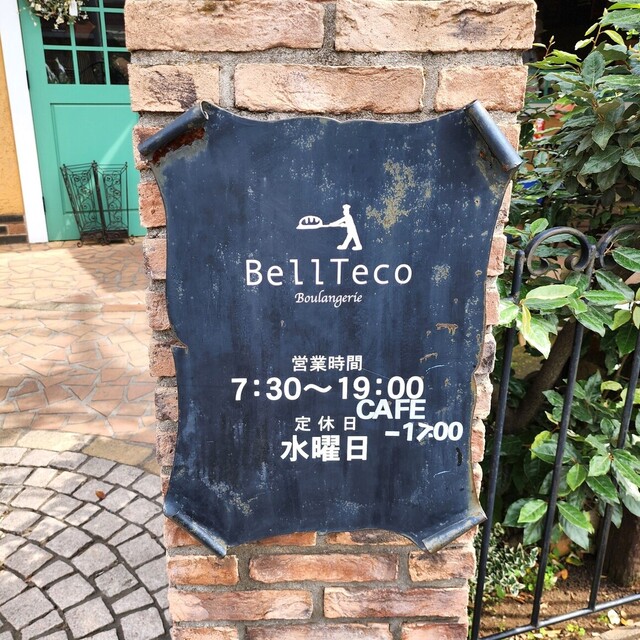 BellTeco
Boulangerie
営業時間
7:30〜19:00
CAFE
-17:00
定休日
水曜日